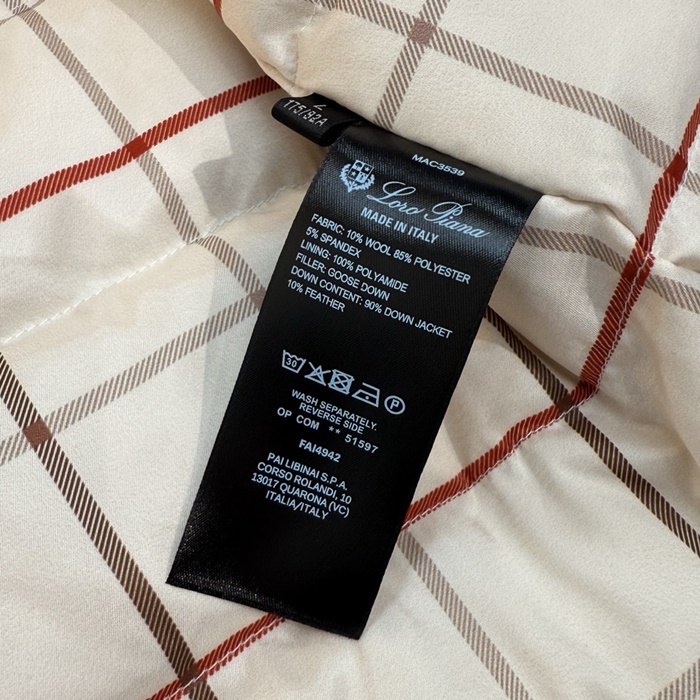 L
175/92A
MAC3539
Loro Piana
MADE IN ITALY
FABRIC: 10% WOOL 85% POLYESTER
5% SPANDEX
LINING: 100% POLYAMIDE
FILLER: GOOSE DOWN
DOWN CONTENT: 90% DOWN JACKET
10% FEATHER
30 P
WASH SEPARATELY.
REVERSE SIDE
OP COM ** 51597
FAI4942
PAI LIBINAI S.P.A.
CORSO ROLANDI, 10
13017 QUARONA (VC)
ITALIA/ITALY